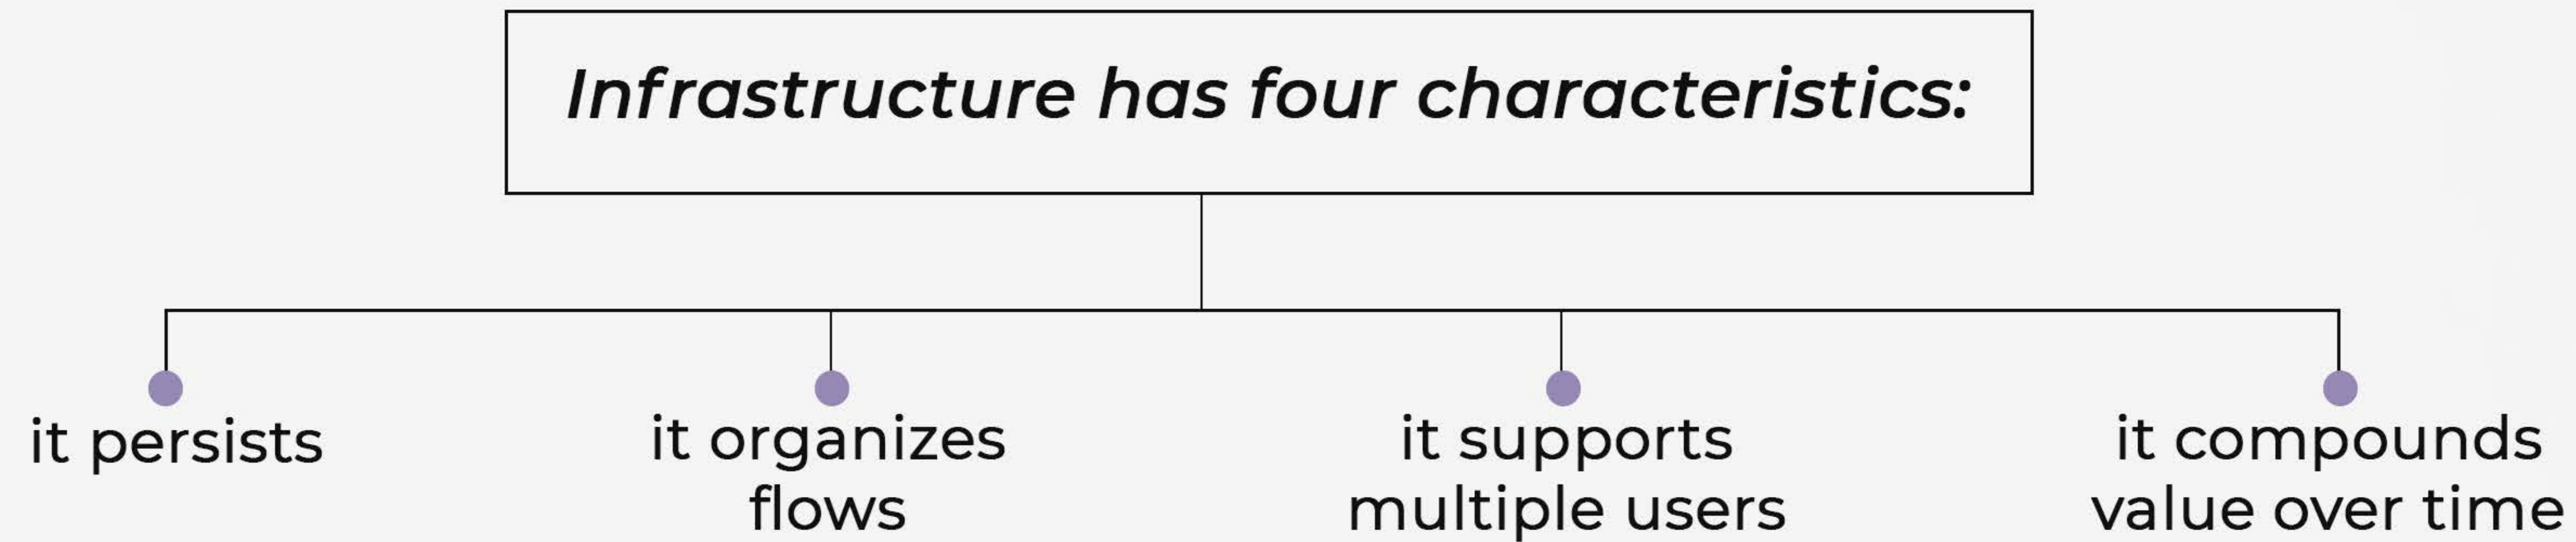 Infrastructure has four characteristics:
it persists
it organizes
flows
it supports
multiple users
it compounds
value over time